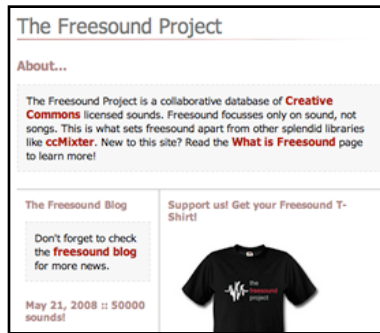 The Freesound Project
About...
The Freesound Project is a collaborative database of Creative
Commons licensed sounds. Freesound focusses only on sound, not
songs. This is what sets freesound apart from other splendid libraries
like ccMixter. New to this site? Read the What is Freesound page
to learn more!
The Freesound Blog
Don't forget to check
the freesound blog
for more news.
May 21, 2008 :: 50000
sounds!
Support us! Get your Freesound T-
Shirt!
the
freesound
project